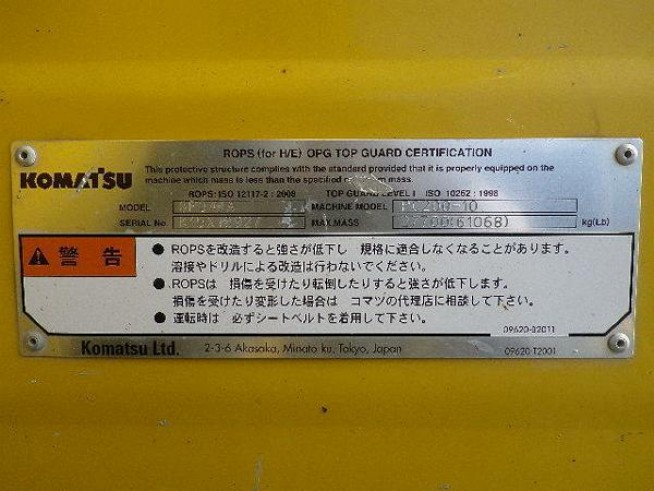 ROPS (for H/E) OPG TOP GUARD CERTIFICATION
KOMATSU
This protective structure complies with the standard provided that it is properly equipped on the
machine which mass is less than the specified maximum mass.
ROPS: ISO 12117-2 : 2008 TOP GUARD LEVEL I ISO 10262 : 1998
MODEL MACHINE MODEL PC200-10
SERIAL No. MAX.MASS 27700(61068) kg(Lb)
警告
● ROPSを改造すると強さが低下し 規格に適合しなくなることがあります。
溶接やドリルによる改造は行わないでください。
● ROPSは 損傷を受けたり転倒したりすると強さが低下します。
損傷を受けたり変形した場合は コマツの代理店に相談して下さい。
● 運転時は 必ずシートベルトを着用して下さい。
09620-B2011
Komatsu Ltd. 2-3-6 Akasaka, Minato-ku, Tokyo, Japan 09620-T2001